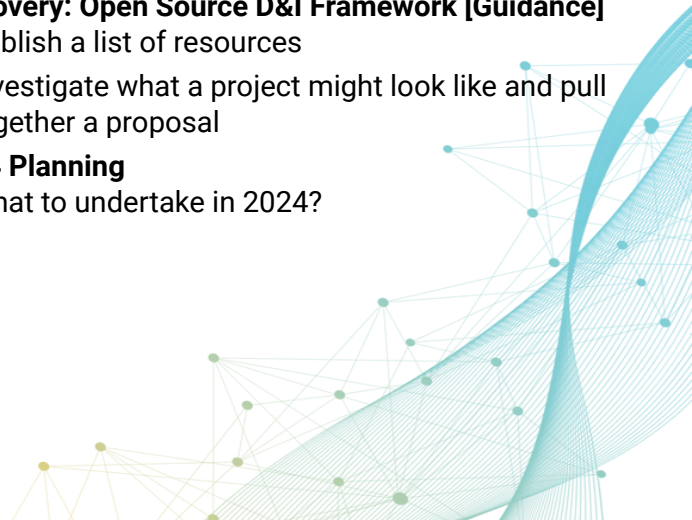 overy: Open Source D&I Framework [Guidance]
blish a list of resources
vestigate what a project might look like and pull
gether a proposal
Planning
hat to undertake in 2024?